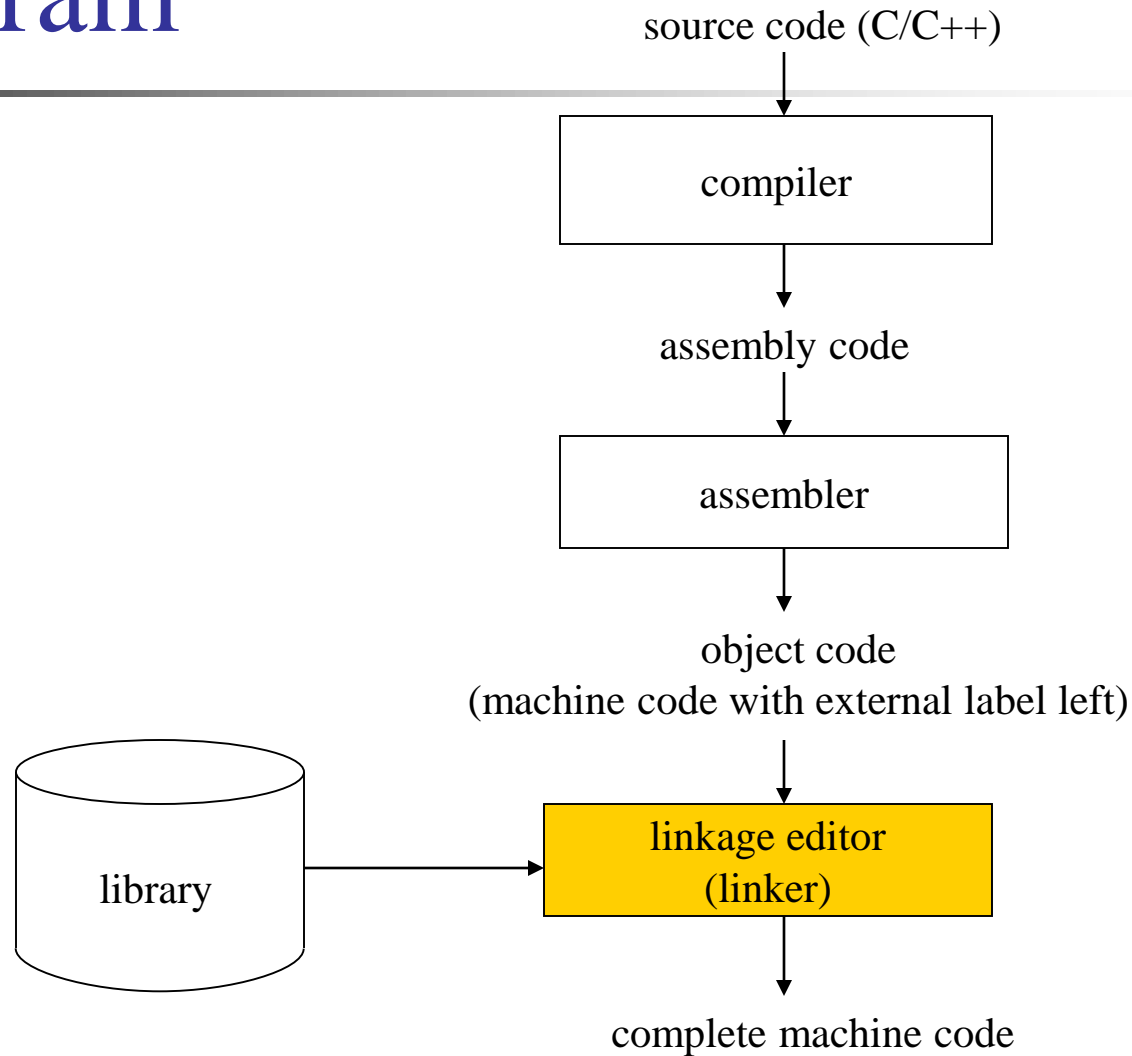 source code (C/C++)
compiler
assembly code
assembler
object code
(machine code with external label left)
linkage editor
(linker)
library
complete machine code